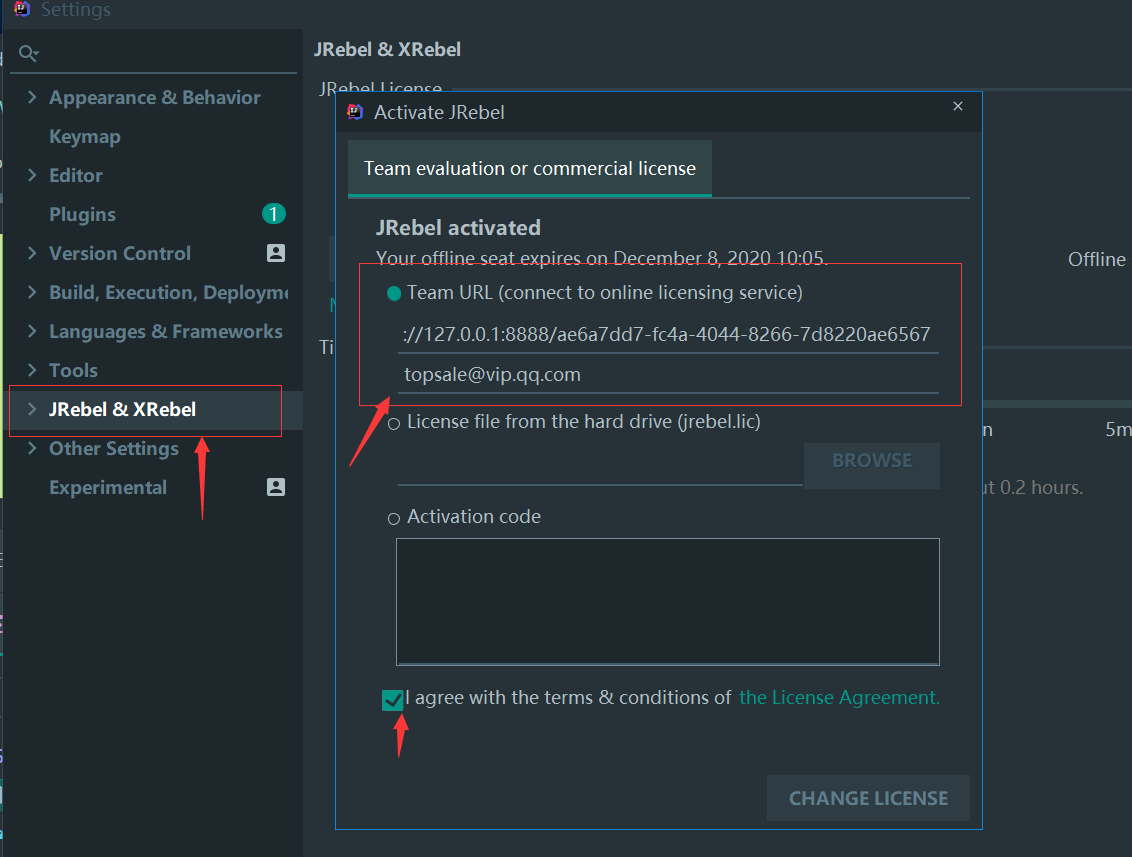 Settings
JRebel & XRebel
JRebel License
Appearance & Behavior
Keymap
Editor
Plugins 1
Version Control
Build, Execution, Deployme
Languages & Frameworks
Tools
JRebel & XRebel
Other Settings
Experimental
Activate JRebel
Team evaluation or commercial license
JRebel activated
Your offline seat expires on December 8, 2020 10:05.
Team URL (connect to online licensing service)
://127.0.0.1:8888/ae6a7dd7-fc4a-4044-8266-7d8220ae6567
topsale@vip.qq.com
License file from the hard drive (jrebel.lic)
BROWSE
Activation code
I agree with the terms & conditions of the License Agreement.
CHANGE LICENSE
Offline
Ti
n
5m
ut 0.2 hours.